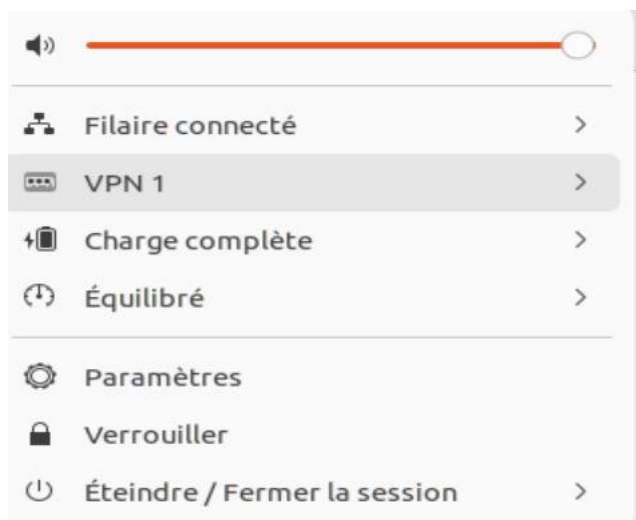 Filaire connecté
VPN 1
Charge complète
Équilibré
Paramètres
Verrouiller
Éteindre / Fermer la session